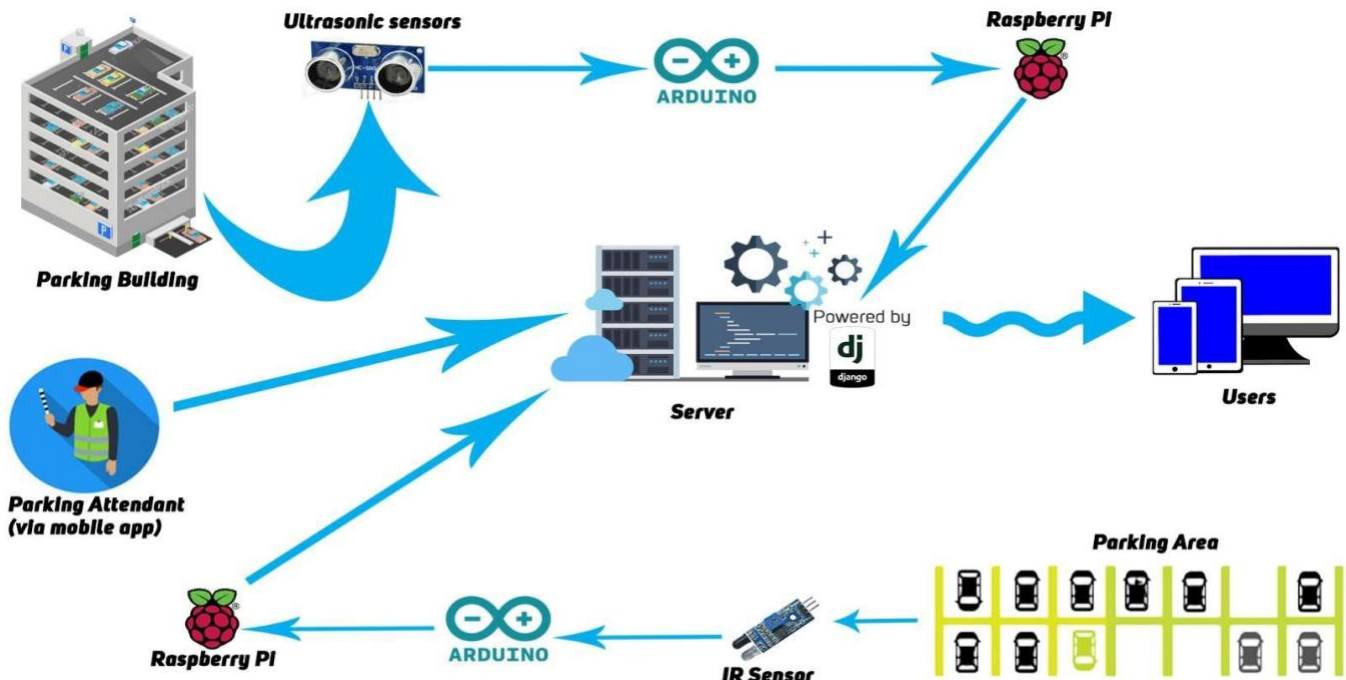 Ultrasonic sensors
Raspberry PI
ARDUINO
Parking Building
Powered by
dj
django
Server
Users
Parking Attendant
(via mobile app)
Parking Area
Raspberry PI
ARDUINO
IR Sensor